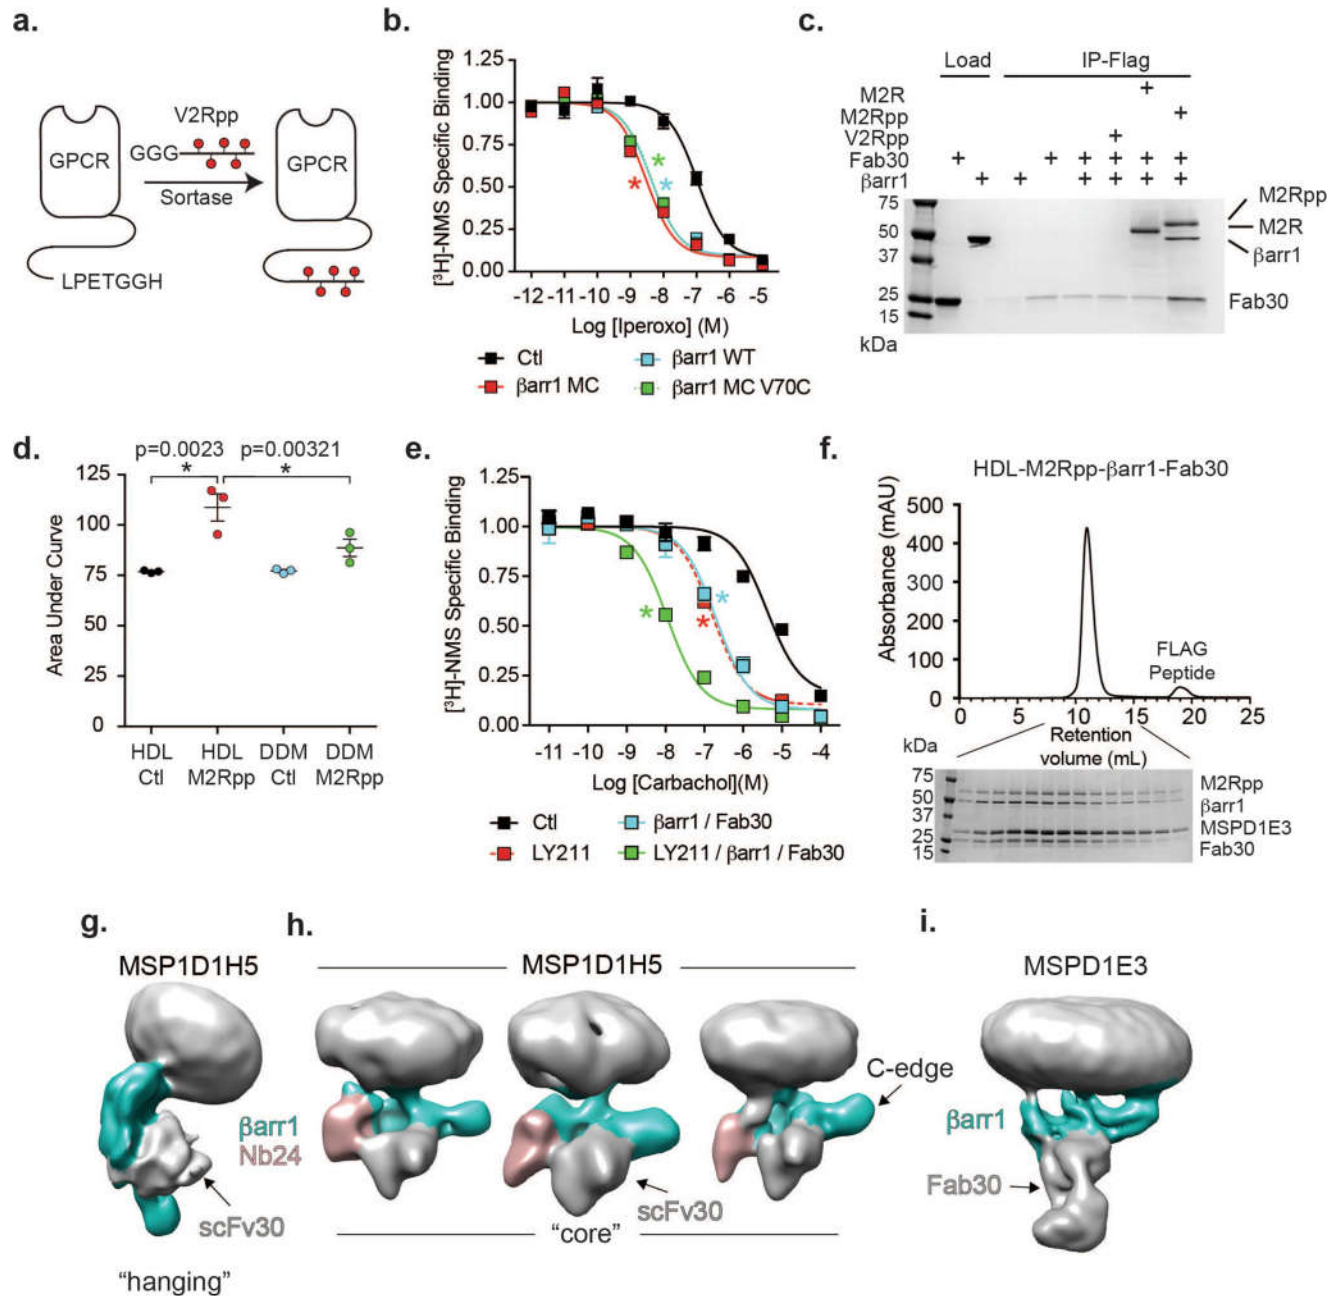 a.
V2Rpp
GPCR
GGG
Sortase
GPCR
LPETGGH
b.
[³H]-NMS Specific Binding
1.25
1.00
0.75
0.50
0.25
0.00
* * *
-12 -11 -10 -9 -8 -7 -6 -5
Log [Iperoxo] (M)
Ctl
βarr1 WT
βarr1 MC
βarr1 MC V70C
c.
Load IP-Flag
M2R +
M2Rpp +
V2Rpp +
Fab30 + + + + + +
βarr1 + + + + + +
75
50
37
25
15
kDa
M2Rpp
M2R
βarr1
Fab30
d.
p=0.0023 p=0.00321
* *
Area Under Curve
125
100
75
50
25
0
HDL HDL DDM DDM
Ctl M2Rpp Ctl M2Rpp
e.
[³H]-NMS Specific Binding
1.25
1.00
0.75
0.50
0.25
0.00
* * *
-11 -10 -9 -8 -7 -6 -5 -4
Log [Carbachol](M)
Ctl
βarr1 / Fab30
LY211
LY211 / βarr1 / Fab30
f.
HDL-M2Rpp-βarr1-Fab30
Absorbance (mAU)
500
400
300
200
100
0
FLAG
Peptide
0 5 10 15 20 25
Retention
volume (mL)
kDa
75
50
37
25
15
M2Rpp
βarr1
MSPD1E3
Fab30
g.
MSP1D1H5
βarr1
Nb24
scFv30
"hanging"
h.
MSP1D1H5
C-edge
scFv30
"core"
i.
MSPD1E3
βarr1
Fab30